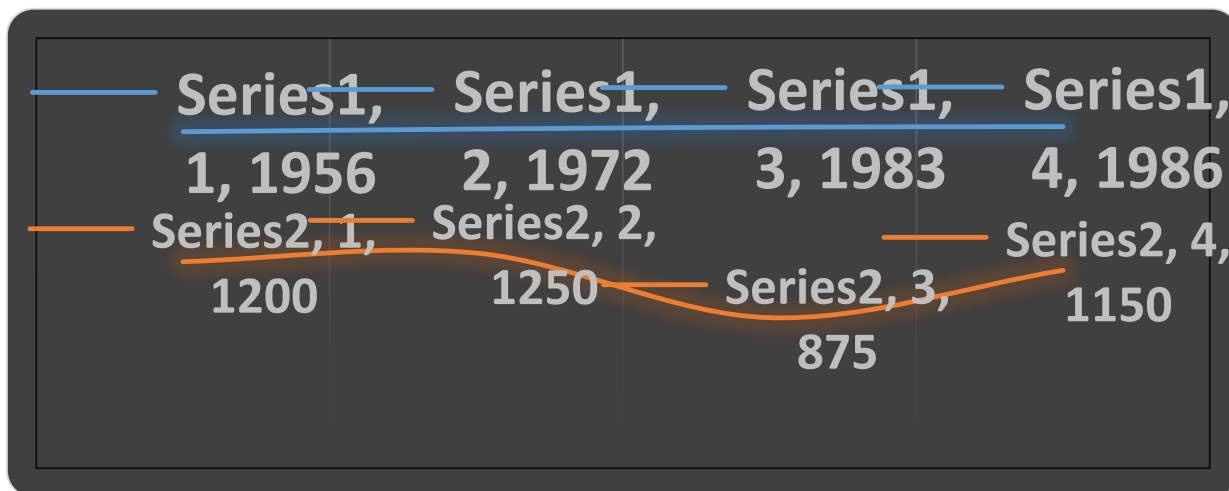 Series1,
1, 1956
Series1,
2, 1972
Series1,
3, 1983
Series1,
4, 1986
Series2, 1,
1200
Series2, 2,
1250
Series2, 3,
875
Series2, 4,
1150